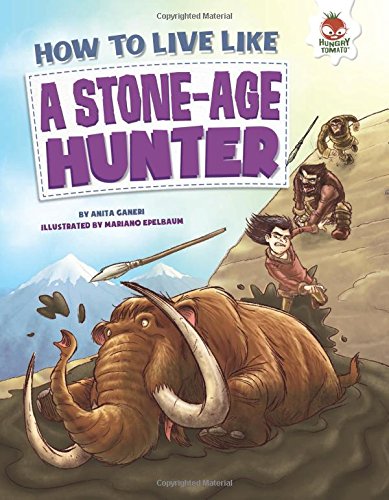 Copyrighted Material
HOW TO LIVE LIKE
A STONE-AGE
HUNTER
HUNGRY
TOMATO™
BY ANITA GANERI
ILLUSTRATED BY MARIANO EPELBAUM
Copyrighted Material